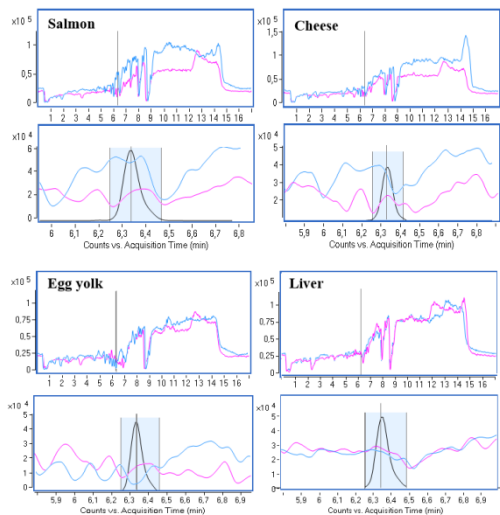 x10 5
Salmon
1
0,5
0
1 2 3 4 5 6 7 8 9 10 11 12 13 14 15 16
x10 4
6
4
2
0
6 6,1 6,2 6,3 6,4 6,5 6,6 6,7 6,8
Counts vs. Acquisition Time (min)
x10 5
Cheese
1,5
1
0,5
0
1 2 3 4 5 6 7 8 9 10 11 12 13 14 15 16
x10 4
5
4
3
2
1
0
5,9 6 6,1 6,2 6,3 6,4 6,5 6,6 6,7 6,8
Counts vs. Acquisition Time (min)
x10 5
Egg yolk
1
0,75
0,5
0,25
0
1 2 3 4 5 6 7 8 9 10 11 12 13 14 15 16
x10 4
5
4
3
2
1
0
5,9 6 6,1 6,2 6,3 6,4 6,5 6,6 6,7 6,8 6,9
Counts vs. Acquisition Time (min)
x10 5
Liver
1
0,75
0,5
0,25
0
1 2 3 4 5 6 7 8 9 10 11 12 13 14 15 16
x10 4
5
4
3
2
1
0
5,9 6 6,1 6,2 6,3 6,4 6,5 6,6 6,7 6,8 6,9
Counts vs. Acquisition Time (min)